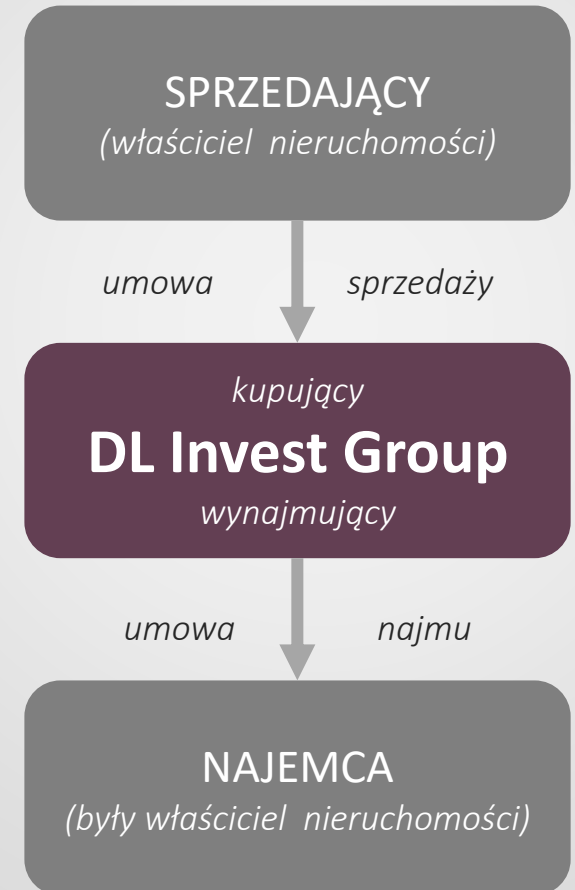 SPRZEDAJĄCY
(właściciel nieruchomości)
umowa sprzedaży
kupujący
DL Invest Group
wynajmujący
umowa najmu
NAJEMCA
(były właściciel nieruchomości)